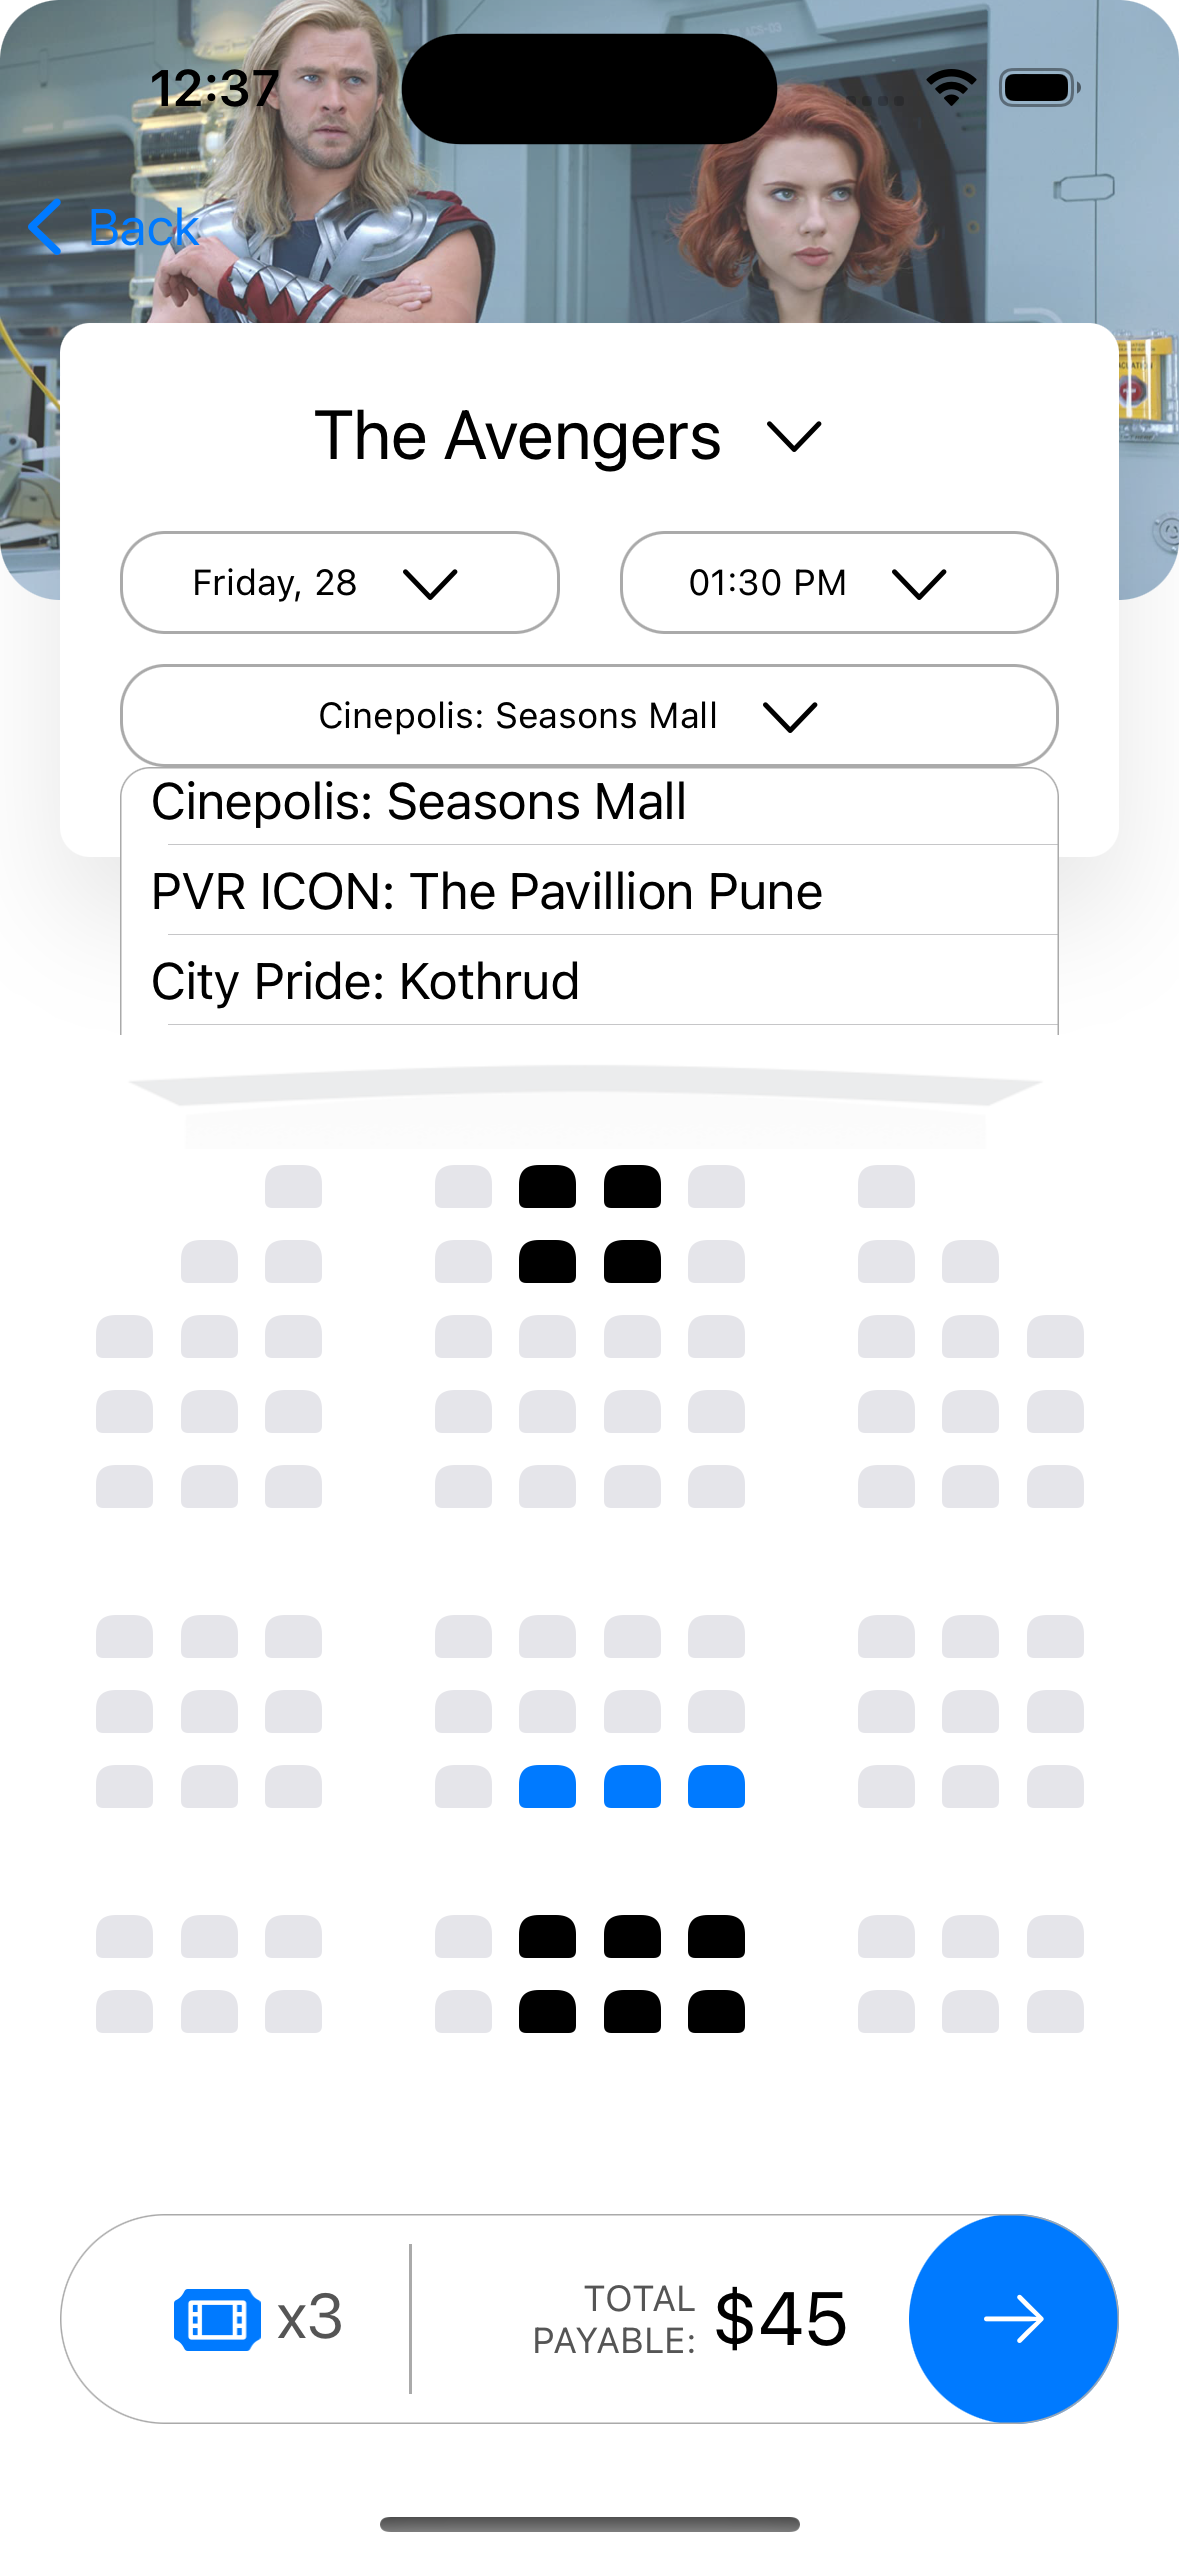 12:37
Back
The Avengers
Friday, 28
01:30 PM
Cinepolis: Seasons Mall
Cinepolis: Seasons Mall
PVR ICON: The Pavillion Pune
City Pride: Kothrud
x3
TOTAL
PAYABLE:
$45